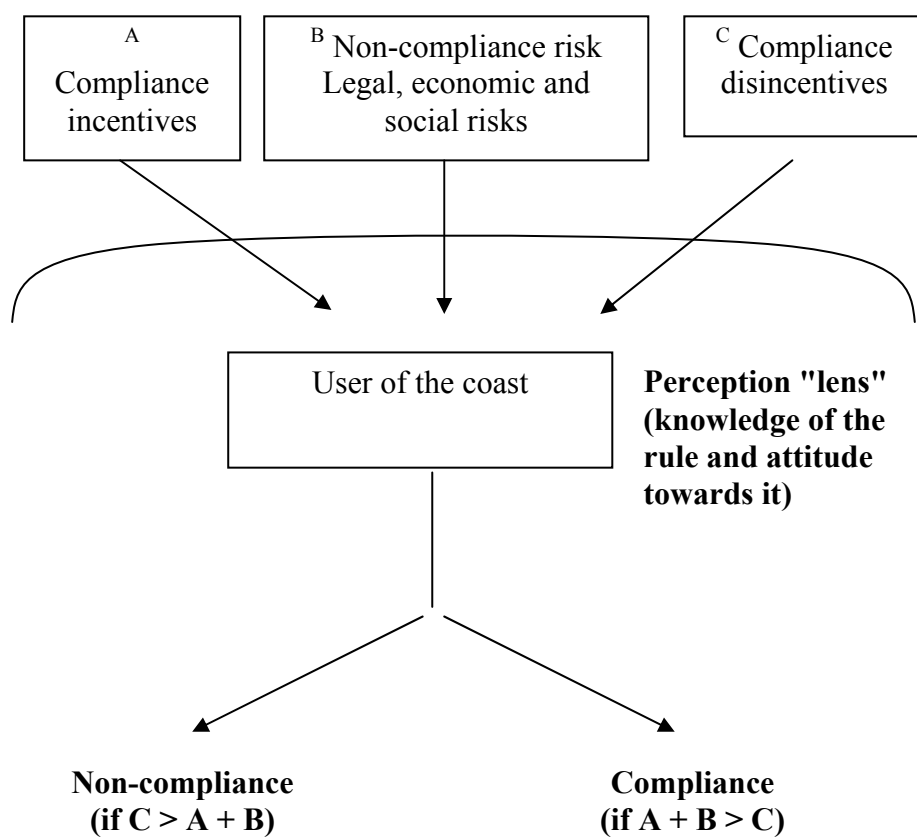 A
Compliance
incentives
B Non-compliance risk
Legal, economic and
social risks
C Compliance
disincentives
User of the coast
Perception "lens"
(knowledge of the
rule and attitude
towards it)
Non-compliance
(if C > A + B)
Compliance
(if A + B > C)